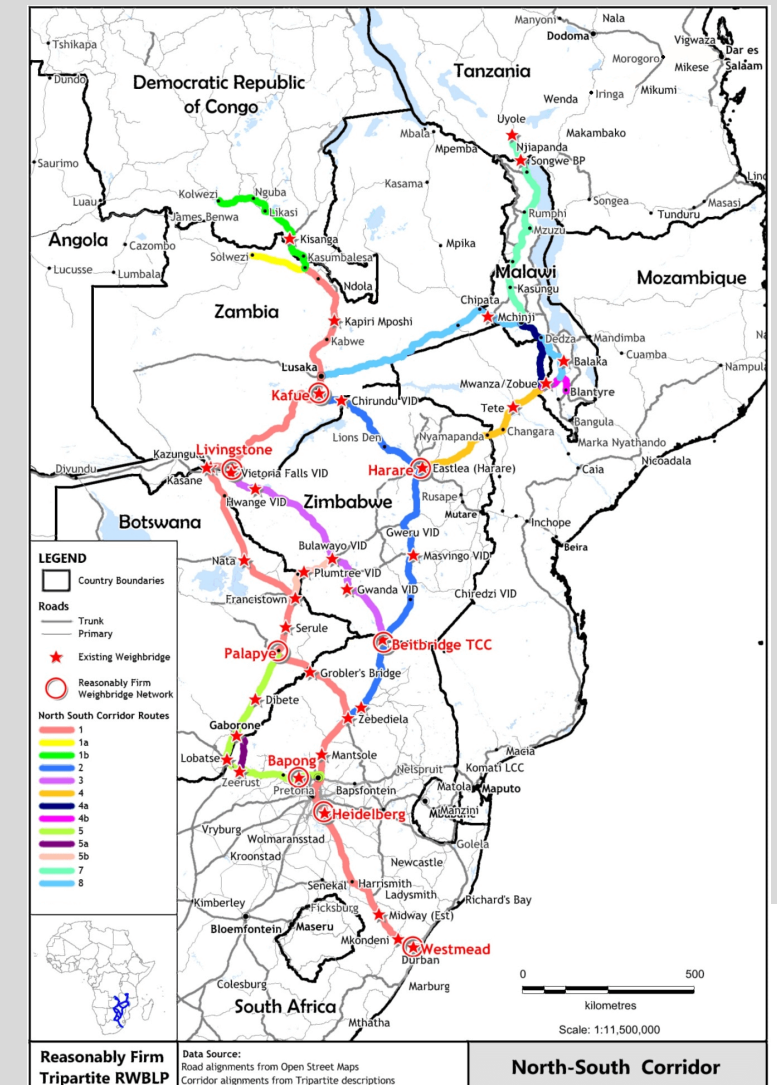 Tshikapa
Dundo
Democratic Republic
of Congo
Saurimo
Luau
Kolwezi
Nguba
Likasi
James Benwa
Kisanga
Angola
Cazombo
Lucusse
Lumbala
Solwezi
Kasumbalesa
Ndola
Zambia
Kapiri Mposhi
Kabwe
Lusaka
Kafue
Chirundu VID
Manyoni
Nala
Dodoma
Vigwaza
Dar es
Salaam
Tanzania
Morogoro
Mikese
Mikumi
Iringa
Wenda
Uyole
Makambako
Njiapanda
Songwe BP
Mbala
Mpemba
Kasama
Songea
Tunduru
Masasi
Rumphi
Mzuzu
Mpika
Malawi
Kasungu
Mozambique
Chipata
Mchinji
Dedza
Mandimba
Cuamba
Balaka
Nampula
Mwanza/Zobue
Blantyre
Tete
Bangula
Changara
Marka Nyathando
Nyamapanda
Nicoadala
Caia
Lions Den
Livingstone
Kazungula
Victoria Falls VID
Divundu
Kasane
Harare
Eastlea (Harare)
Hwange VID
Zimbabwe
Rusape
Mutare
Inchope
Beira
Botswana
Gweru VID
Bulawayo VID
Masvingo VID
Nata
Plumtree VID
Gwanda VID
Francistown
Chiredzi VID
Serule
Palapye
Beitbridge TCC
Grobler's Bridge
Dibete
Zebediela
Gaborone
Lobatse
Zeerust
Bapong
Mantsole
Pretoria
Bapsfontein
Nelspruit
Komati LCC
Macia
Matola
Maputo
Mbabane
Manzini
Heidelberg
Golela
Vryburg
Wolmaransstad
Kroonstad
Newcastle
Senekal
Harrismith
Ladysmith
Kimberley
Ficksburg
Richard's Bay
Midway (Est)
Bloemfontein
Maseru
Mkondeni
Westmead
Durban
Colesburg
Marburg
South Africa
Mthatha
LEGEND
Country Boundaries
Roads
Trunk
Primary
Existing Weighbridge
Reasonably Firm
Weighbridge Network
North South Corridor Routes
1
1a
1b
2
3
4
4a
4b
5
5a
5b
7
8
0
500
kilometres
Scale: 1:11,500,000
Reasonably Firm
Tripartite RWBLP
Data Source:
Road alignments from Open Street Maps
Corridor alignments from Tripartite descriptions
North-South Corridor